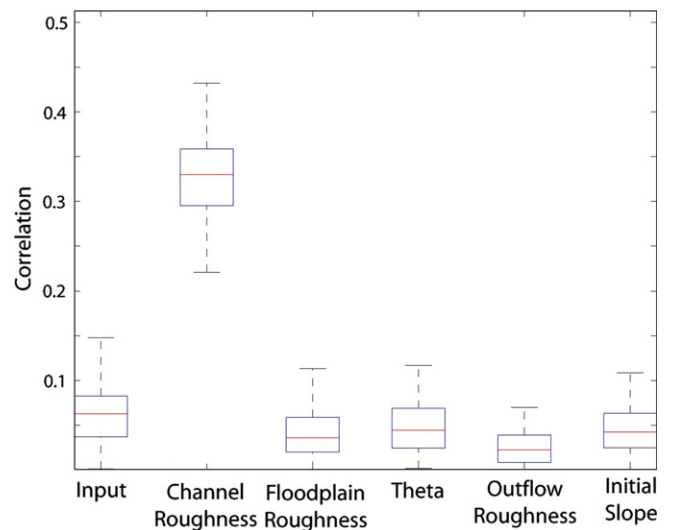 0.5
0.4
0.3
0.2
0.1
Correlation
Input
Channel
Roughness
Floodplain
Roughness
Theta
Outflow
Roughness
Initial
Slope